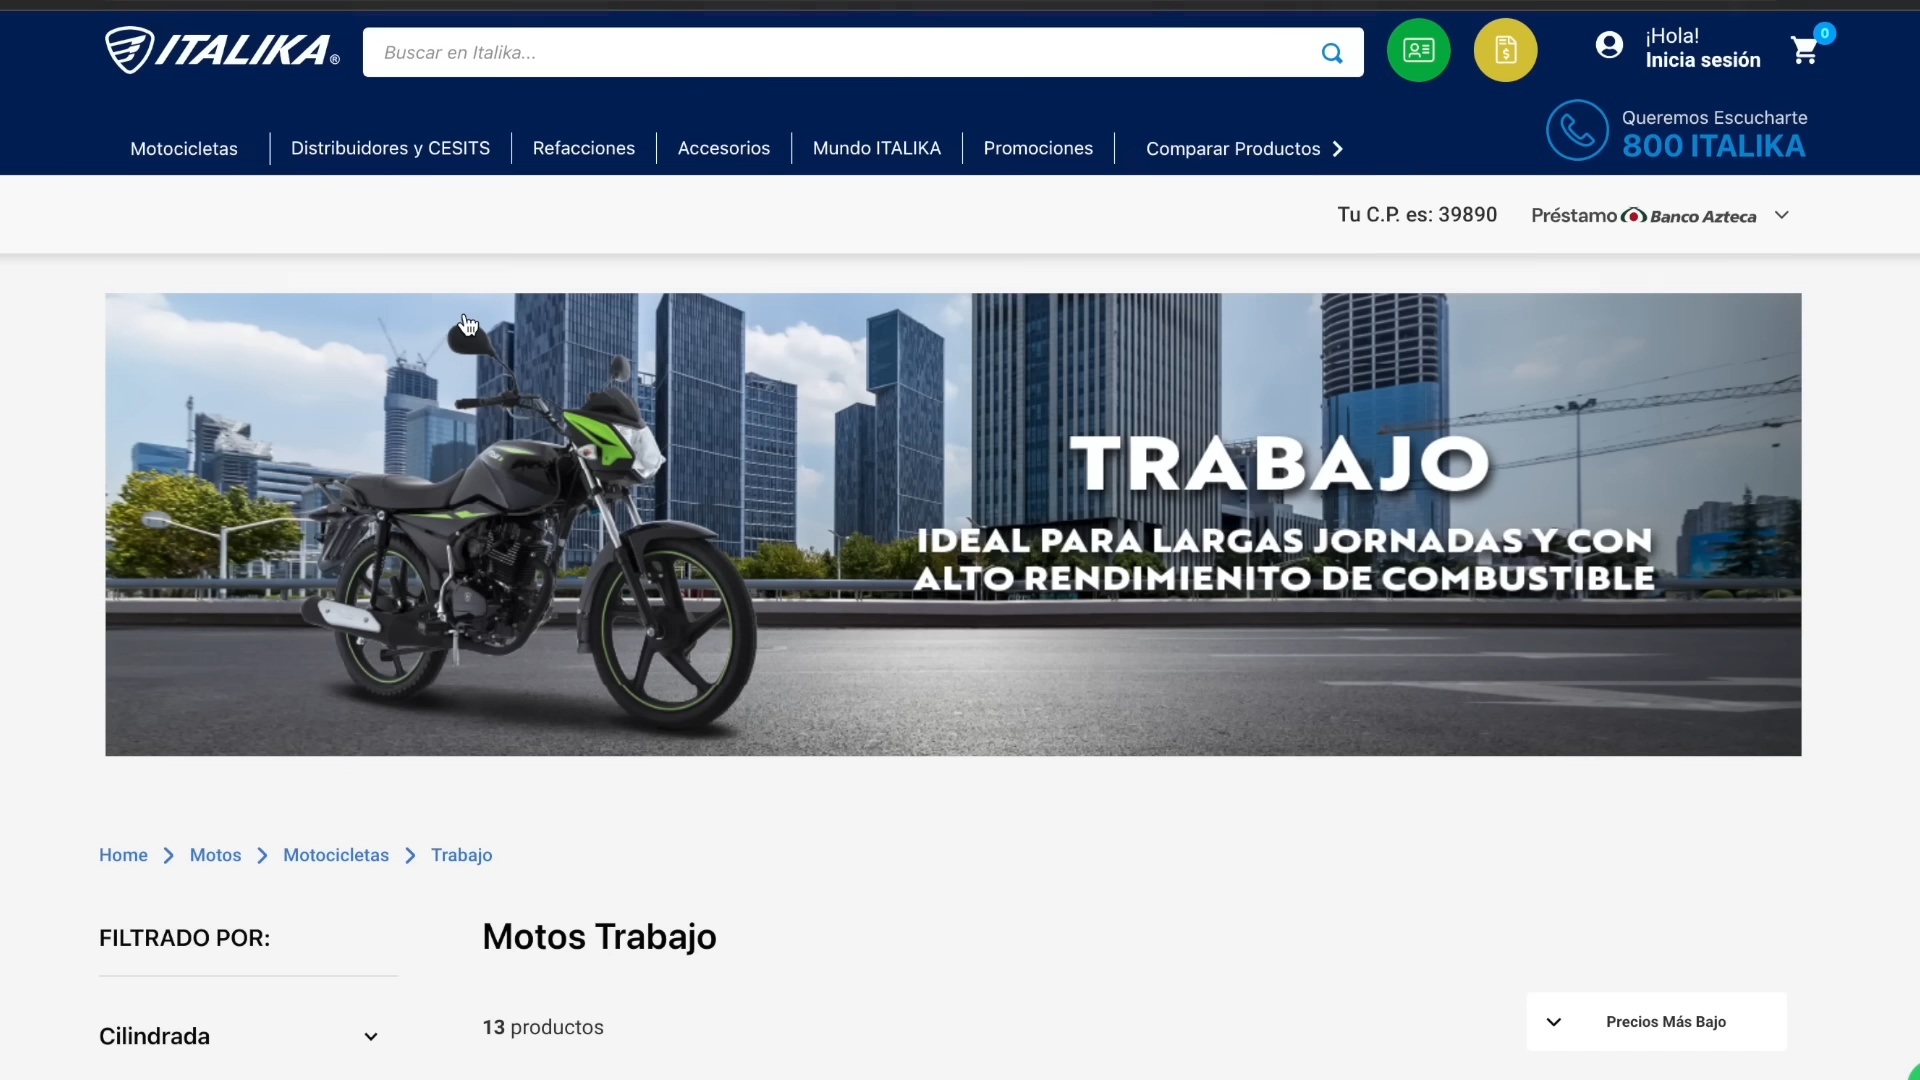 ITALIKA®
Buscar en Italika...
¡Hola!
Inicia sesión
0
Motocicletas
Distribuidores y CESITS
Refacciones
Accesorios
Mundo ITALIKA
Promociones
Comparar Productos
Queremos Escucharte
800 ITALIKA
Tu C.P. es: 39890
Préstamo Banco Azteca
TRABAJO
IDEAL PARA LARGAS JORNADAS Y CON
ALTO RENDIMIENITO DE COMBUSTIBLE
Home > Motos > Motocicletas > Trabajo
FILTRADO POR:
Motos Trabajo
Cilindrada
13 productos
Precios Más Bajo